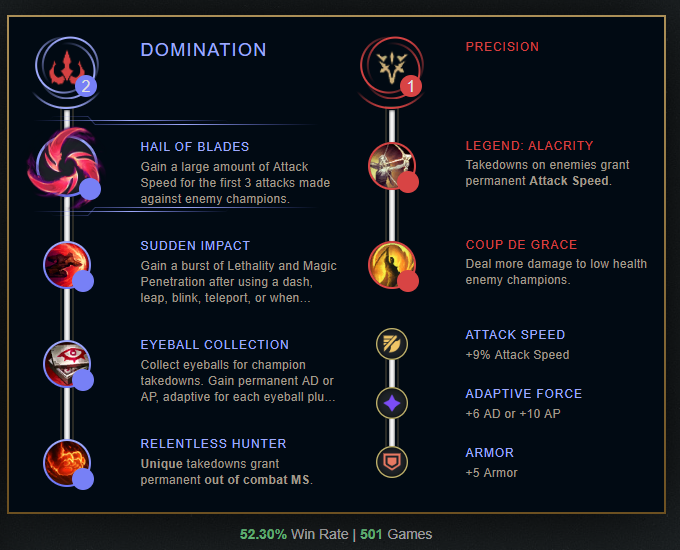 DOMINATION
2
HAIL OF BLADES
Gain a large amount of Attack
Speed for the first 3 attacks made
against enemy champions.
SUDDEN IMPACT
Gain a burst of Lethality and Magic
Penetration after using a dash,
leap, blink, teleport, or when...
EYEBALL COLLECTION
Collect eyeballs for champion
takedowns. Gain permanent AD or
AP, adaptive for each eyeball plu...
RELENTLESS HUNTER
Unique takedowns grant
permanent out of combat MS.
PRECISION
1
LEGEND: ALACRITY
Takedowns on enemies grant
permanent Attack Speed.
COUP DE GRACE
Deal more damage to low health
enemy champions.
ATTACK SPEED
+9% Attack Speed
ADAPTIVE FORCE
+6 AD or +10 AP
ARMOR
+5 Armor
52.30% Win Rate | 501 Games